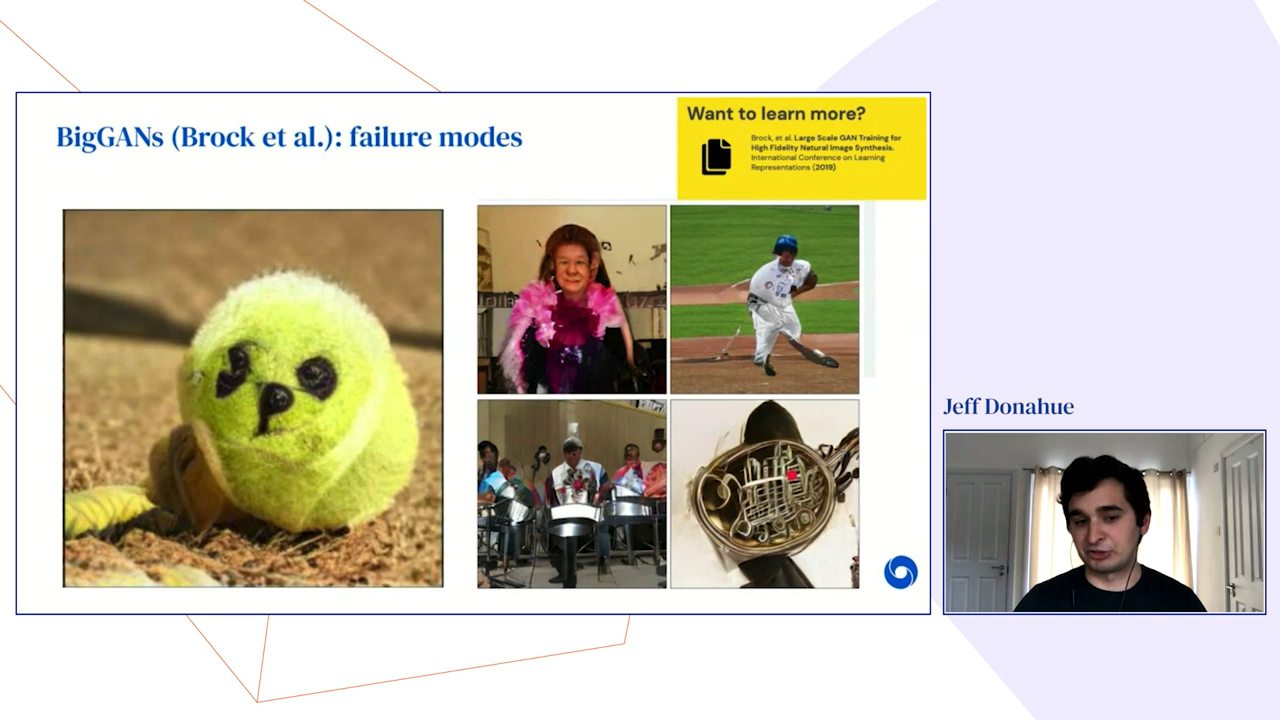 BigGANs (Brock et al.): failure modes
Want to learn more?
Brock, et al. Large Scale GAN Training for
High Fidelity Natural Image Synthesis.
International Conference on Learning
Representations (2019)
Jeff Donahue